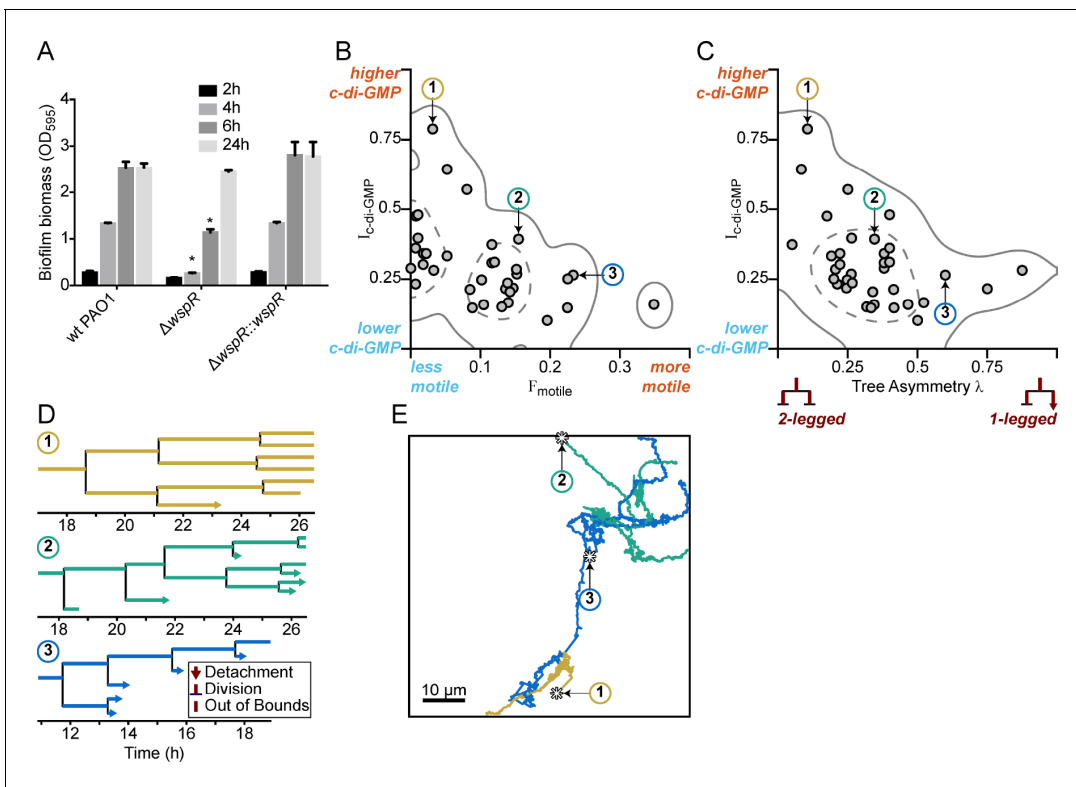 A
Biofilm biomass (OD595)
4
3
2
1
0
2h
4h
6h
24h
*
*
wt PAO1
ΔwspR
ΔwspR::wspR
B
higher
c-di-GMP
0.75
0.5
0.25
Ic-di-GMP
lower
c-di-GMP
1
2
3
less
motile
0.1
0.2
0.3
Fmotile
more
motile
C
higher
c-di-GMP
0.75
0.5
0.25
Ic-di-GMP
lower
c-di-GMP
1
2
3
0.25
0.5
0.75
Tree Asymmetry λ
2-legged
1-legged
D
1
18 20 22 24 26
2
18 20 22 24 26
3
Detachment
Division
Out of Bounds
12 14 16 18
Time (h)
E
2
3
1
10 μm